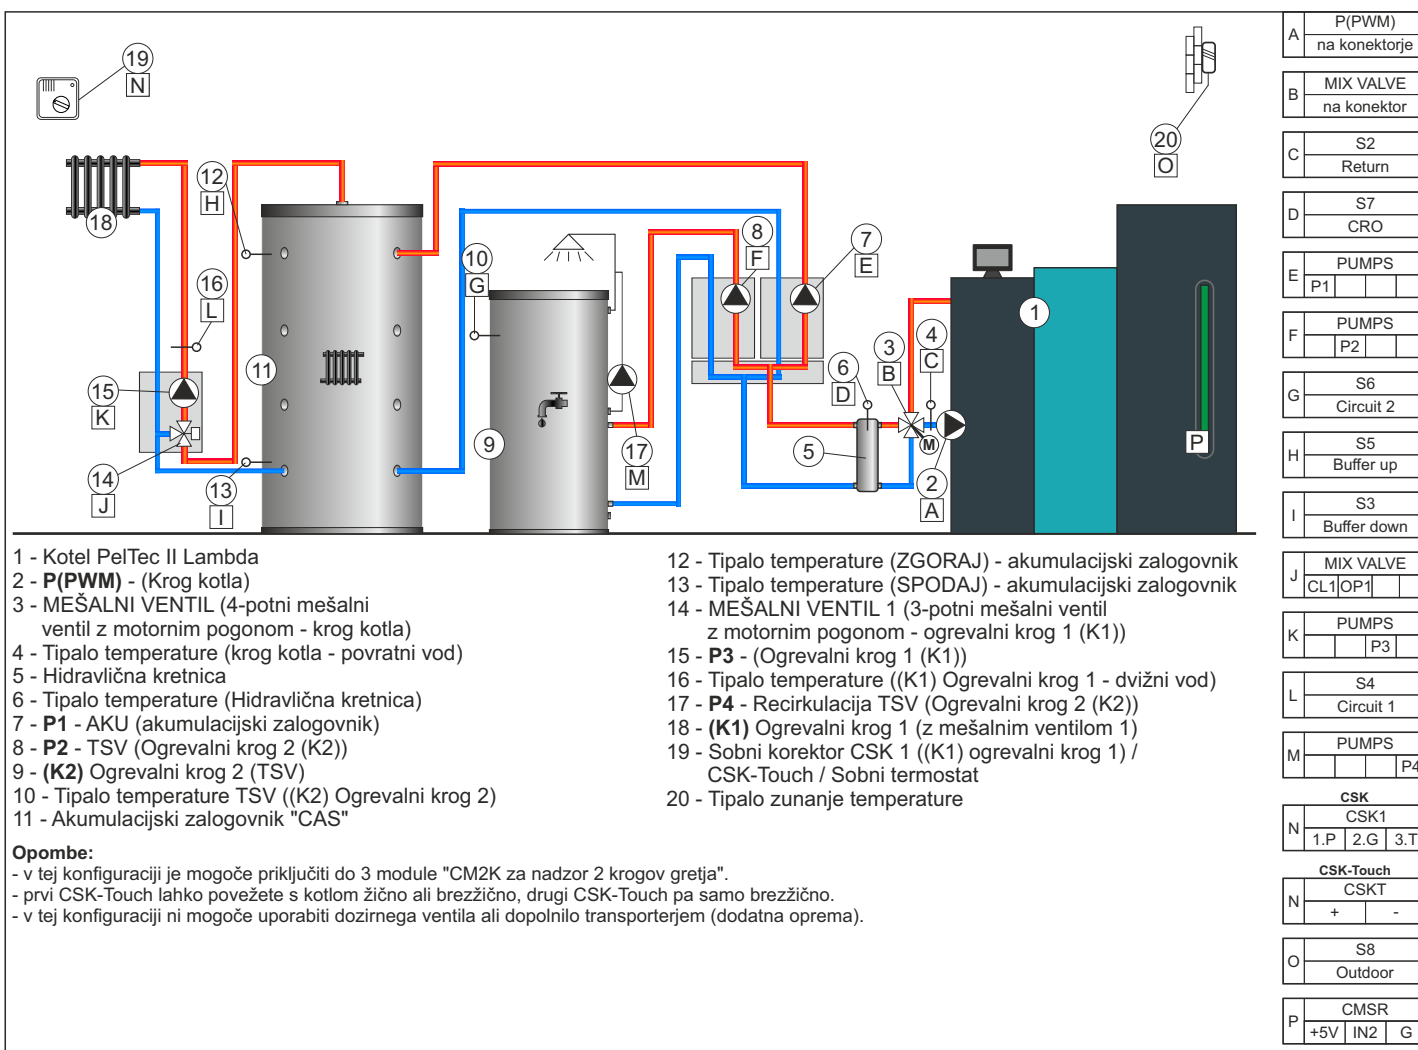 19
N
20
O
12
H
18
16
L
15
K
14
J
13
I
11
10
G
9
17
M
8
F
7
E
6
D
5
3
B
4
C
M
2
A
1
P
1 - Kotel PelTec II Lambda
2 - P(PWM) - (Krog kotla)
3 - MEŠALNI VENTIL (4-potni mešalni
ventil z motornim pogonom - krog kotla)
4 - Tipalo temperature (krog kotla - povratni vod)
5 - Hidravlična kretnica
6 - Tipalo temperature (Hidravlična kretnica)
7 - P1 - AKU (akumulacijski zalogovnik)
8 - P2 - TSV (Ogrevalni krog 2 (K2))
9 - (K2) Ogrevalni krog 2 (TSV)
10 - Tipalo temperature TSV ((K2) Ogrevalni krog 2)
11 - Akumulacijski zalogovnik "CAS"
12 - Tipalo temperature (ZGORAJ) - akumulacijski zalogovnik
13 - Tipalo temperature (SPODAJ) - akumulacijski zalogovnik
14 - MEŠALNI VENTIL 1 (3-potni mešalni ventil
z motornim pogonom - ogrevalni krog 1 (K1))
15 - P3 - (Ogrevalni krog 1 (K1))
16 - Tipalo temperature ((K1) Ogrevalni krog 1 - dvižni vod)
17 - P4 - Recirkulacija TSV (Ogrevalni krog 2 (K2))
18 - (K1) Ogrevalni krog 1 (z mešalnim ventilom 1)
19 - Sobni korektor CSK 1 ((K1) ogrevalni krog 1) /
CSK-Touch / Sobni termostat
20 - Tipalo zunanje temperature
Opombe:
- v tej konfiguraciji je mogoče priključiti do 3 module "CM2K za nadzor 2 krogov gretja".
- prvi CSK-Touch lahko povežete s kotlom žično ali brezžično, drugi CSK-Touch pa samo brezžično.
- v tej konfiguraciji ni mogoče uporabiti dozirnega ventila ali dopolnilo transporterjem (dodatna oprema).
A P(PWM)
na konektorje
B MIX VALVE
na konektor
C S2
Return
D S7
CRO
E PUMPS
P1
F PUMPS
P2
G S6
Circuit 2
H S5
Buffer up
I S3
Buffer down
J MIX VALVE
CL1 OP1
K PUMPS
P3
L S4
Circuit 1
M PUMPS
P4
CSK
N CSK1
1.P 2.G 3.T
CSK-Touch
N CSKT
+ -
O S8
Outdoor
P CMSR
+5V IN2 G